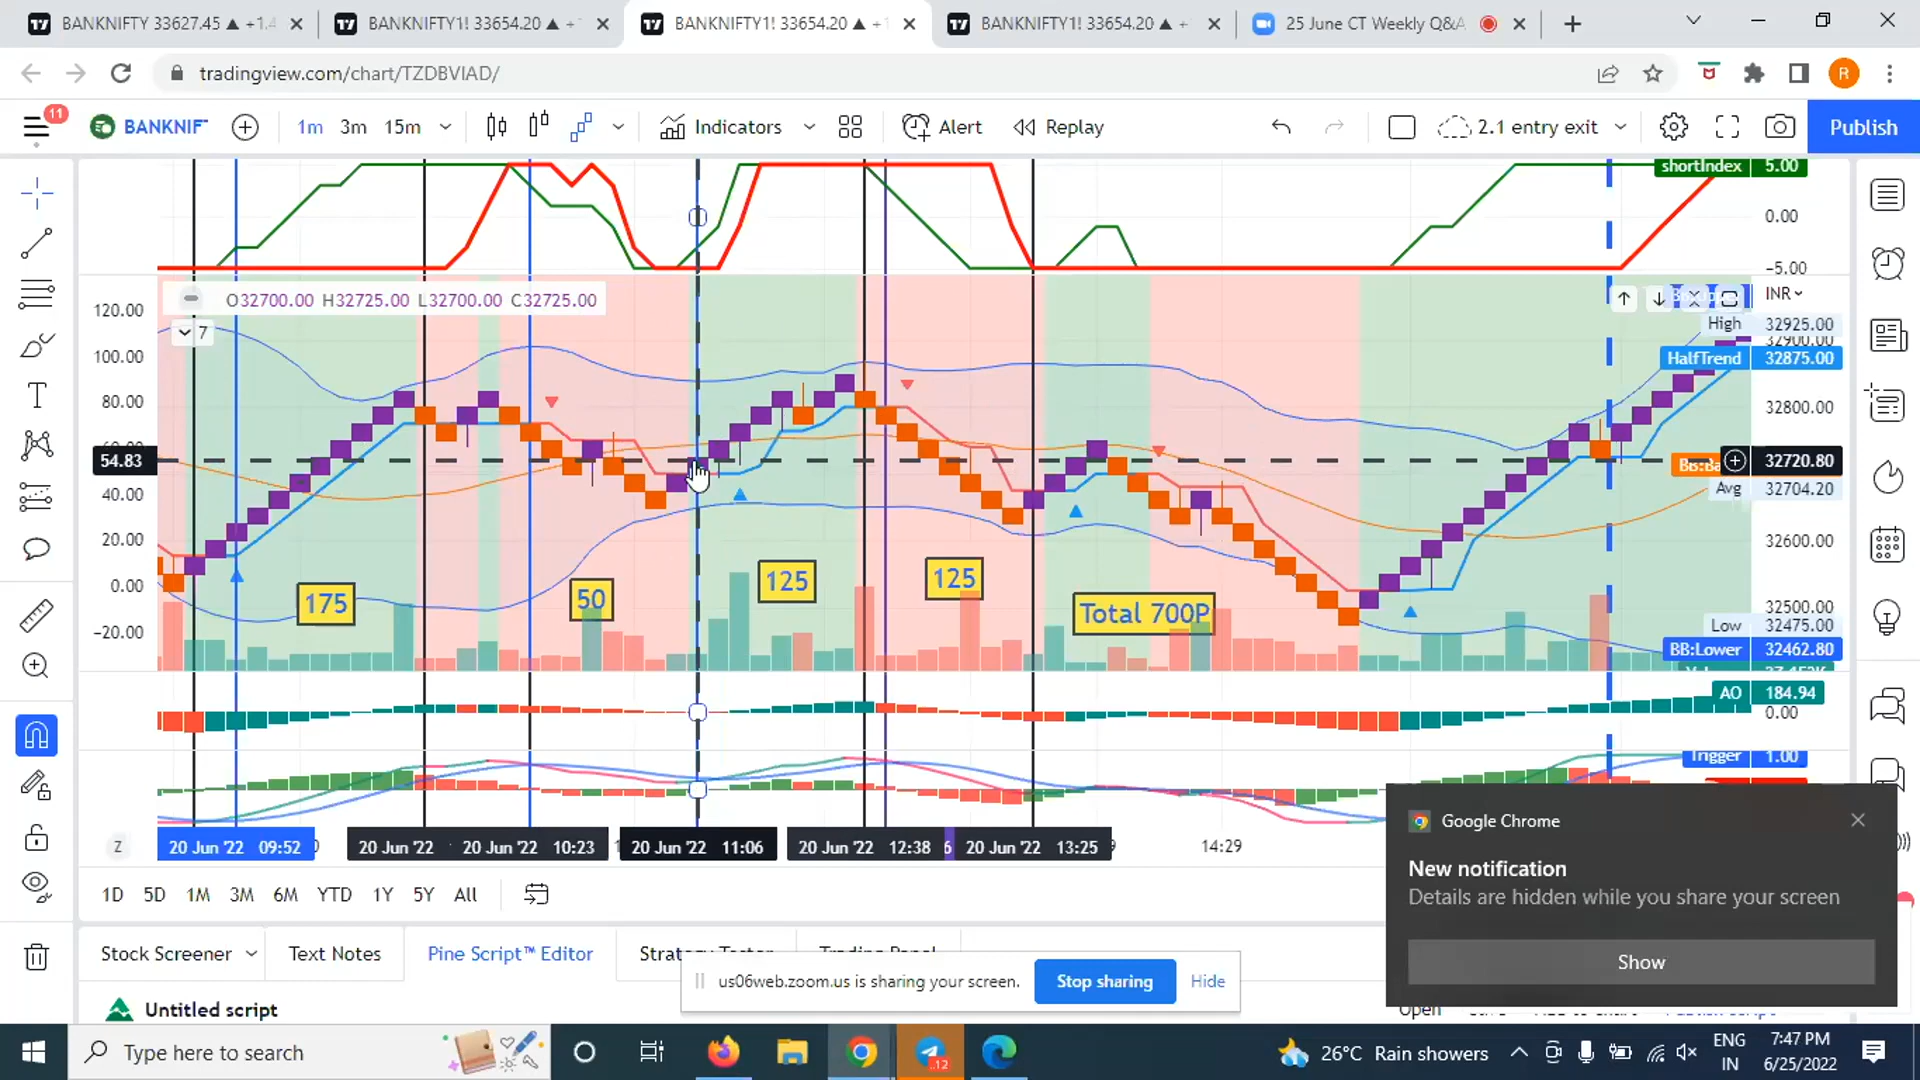 BANKNIFTY 33627.45 ▲ +1.4
BANKNIFTY1! 33654.20 ▲ +
BANKNIFTY1! 33654.20 ▲ +1
BANKNIFTY1! 33654.20 ▲ +
25 June CT Weekly Q&A
tradingview.com/chart/TZDBVIAD/
R
11
BANKNIF
1m 3m 15m
Indicators
Alert
Replay
2.1 entry exit
Publish
shortIndex 5.00
0.00
-5.00
O32700.00 H32725.00 L32700.00 C32725.00
7
INR
120.00
100.00
80.00
54.83
40.00
20.00
0.00
-20.00
High 32925.00
32900.00
HalfTrend 32875.00
32800.00
32720.80
Avg 32704.20
32600.00
32500.00
Low 32475.00
BB:Lower 32462.80
175
50
125
125
Total 700P
AO 184.94
0.00
Trigger 1.00
Z
20 Jun '22 09:52
20 Jun '22
20 Jun '22 10:23
20 Jun '22 11:06
20 Jun '22 12:38
6
20 Jun '22 13:25
14:29
1D 5D 1M 3M 6M YTD 1Y 5Y All
Stock Screener
Text Notes
Pine Script™ Editor
Untitled script
Open
us06web.zoom.us is sharing your screen.
Stop sharing
Hide
Google Chrome
New notification
Details are hidden while you share your screen
Show
Type here to search
12
26°C Rain showers
ENG
IN
7:47 PM
6/25/2022